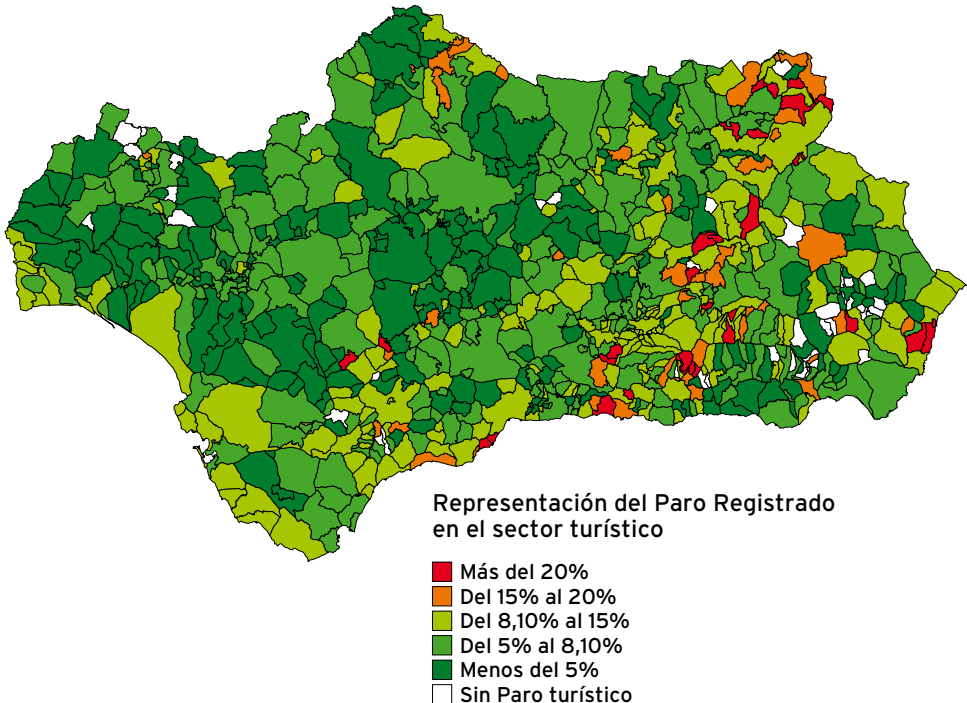 Representación del Paro Registrado
en el sector turístico
Más del 20%
Del 15% al 20%
Del 8,10% al 15%
Del 5% al 8,10%
Menos del 5%
Sin Paro turístico